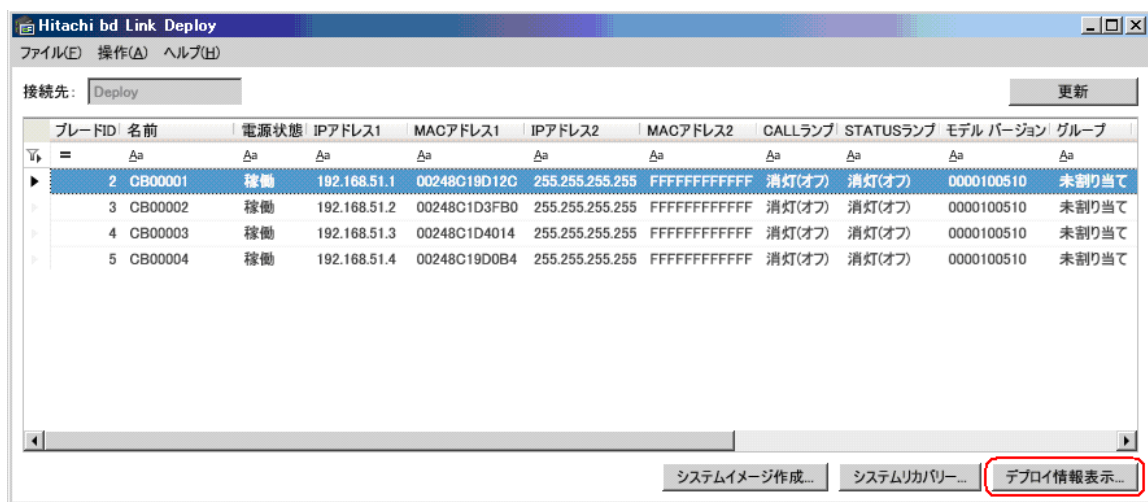 Hitachi bd Link Deploy
ファイル(F) 操作(A) ヘルプ(H)
接続先: Deploy 更新
ブレードID 名前 電源状態 IPアドレス1 MACアドレス1 IPアドレス2 MACアドレス2 CALLランプ STATUSランプ モデル バージョン グループ
= Aa Aa Aa Aa Aa Aa Aa Aa Aa Aa
2 CB00001 稼働 192.168.51.1 00248C19D12C 255.255.255.255 FFFFFFFFFFFF 消灯(オフ) 消灯(オフ) 0000100510 未割り当て
3 CB00002 稼働 192.168.51.2 00248C1D3FB0 255.255.255.255 FFFFFFFFFFFF 消灯(オフ) 消灯(オフ) 0000100510 未割り当て
4 CB00003 稼働 192.168.51.3 00248C1D4014 255.255.255.255 FFFFFFFFFFFF 消灯(オフ) 消灯(オフ) 0000100510 未割り当て
5 CB00004 稼働 192.168.51.4 00248C19D0B4 255.255.255.255 FFFFFFFFFFFF 消灯(オフ) 消灯(オフ) 0000100510 未割り当て
システムイメージ作成... システムリカバリー... デプロイ情報表示...